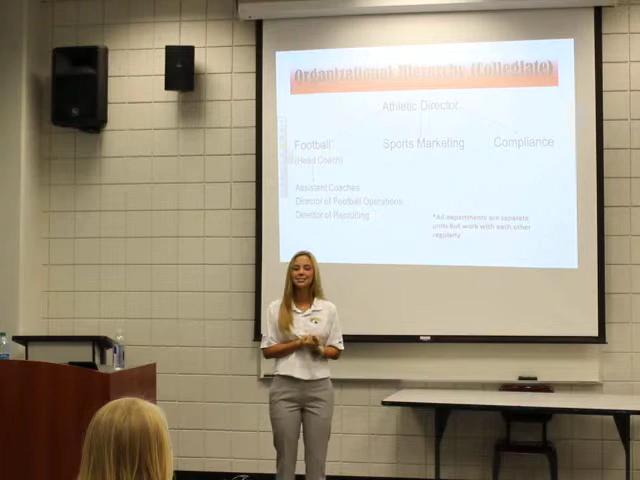 Organizational Hierarchy (Collegiate)
Athletic Director
Football Sports Marketing Compliance
(Head Coach)
Assistant Coaches
Director of Football Operations
Director of Recruiting
*All departments are separate
units but work with each other
regularly